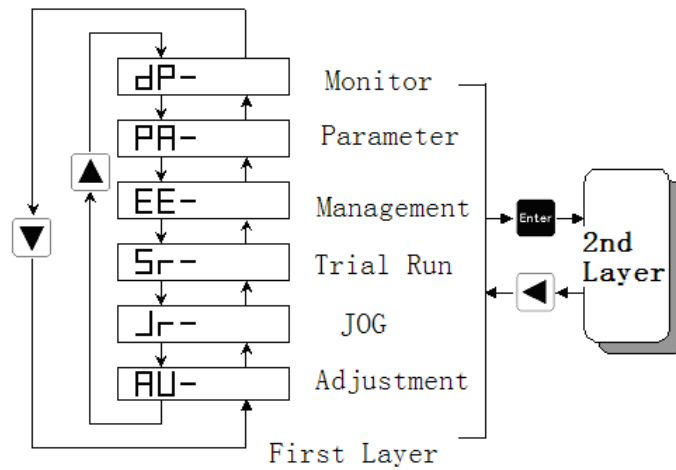 dP- Monitor
PA- Parameter
EE- Management
Sr- Trial Run
Jr- JOG
AU- Adjustment
First Layer
Enter
2nd
Layer